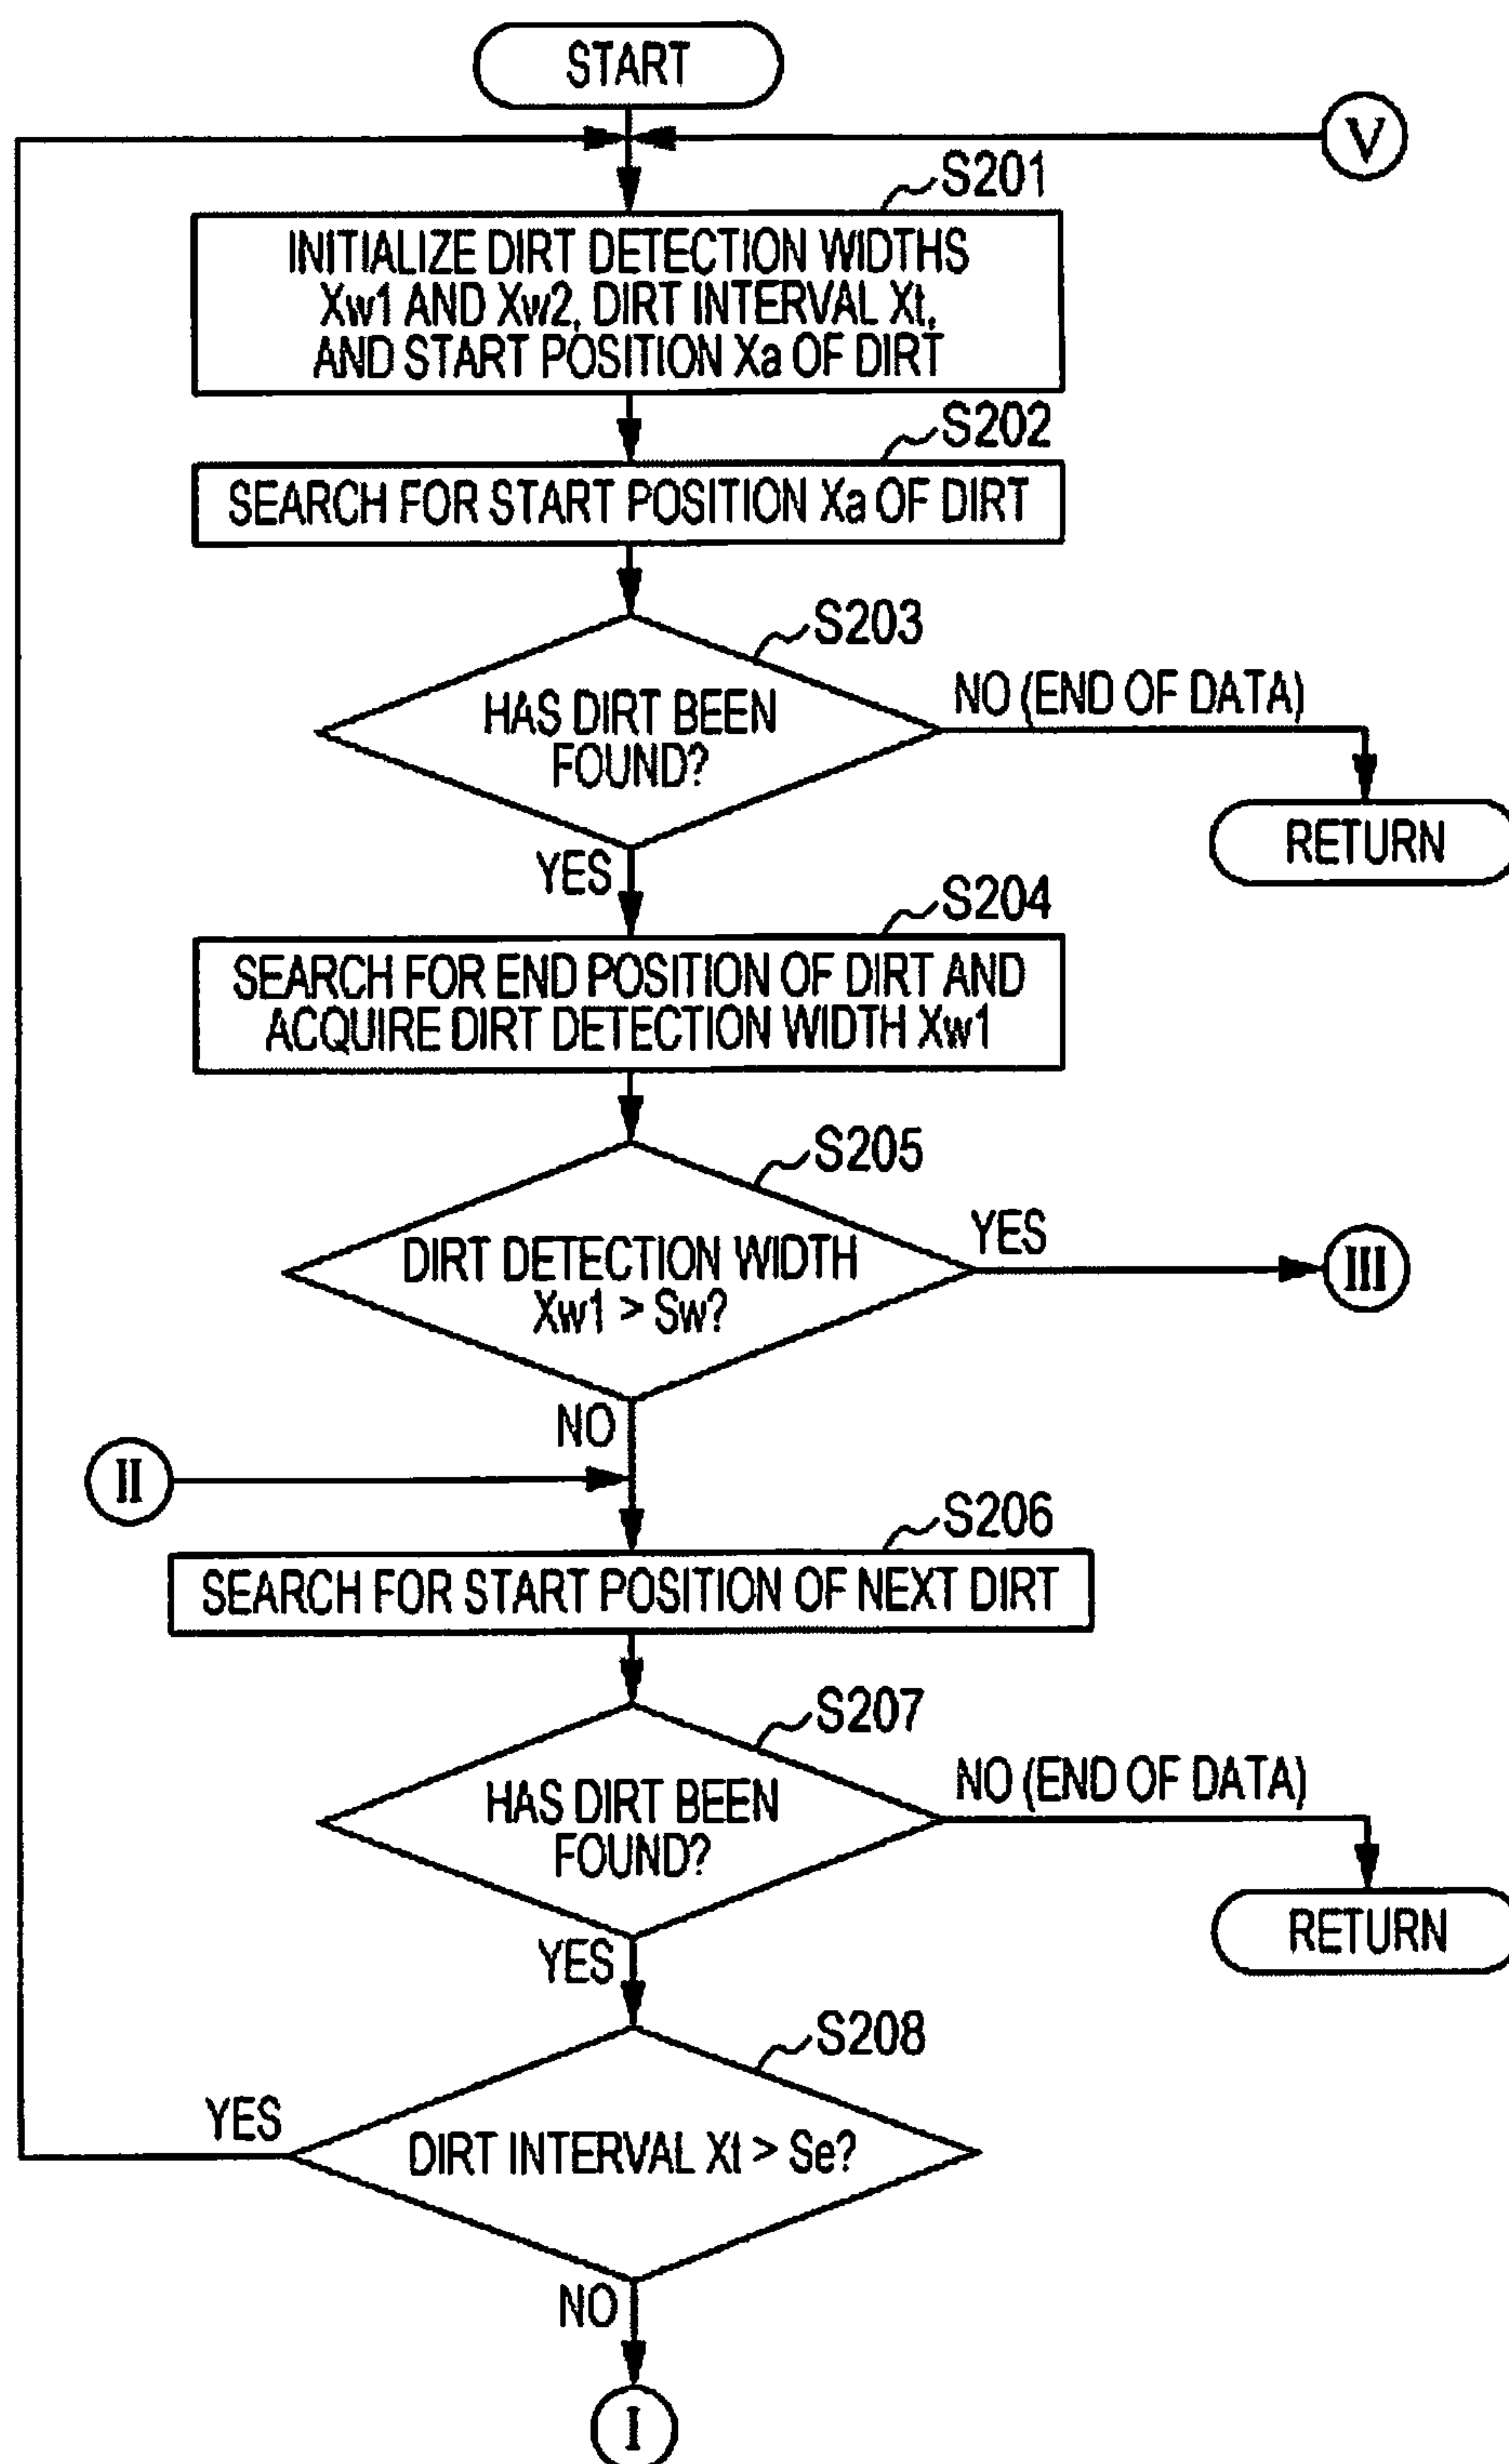 START
V
S201
INITIALIZE DIRT DETECTION WIDTHS
Xw1 AND Xw2, DIRT INTERVAL Xt,
AND START POSITION Xa OF DIRT
S202
SEARCH FOR START POSITION Xa OF DIRT
S203
HAS DIRT BEEN
FOUND?
NO (END OF DATA)
RETURN
YES
S204
SEARCH FOR END POSITION OF DIRT AND
ACQUIRE DIRT DETECTION WIDTH Xw1
S205
DIRT DETECTION WIDTH
Xw1 > Sw?
YES
III
NO
II
S206
SEARCH FOR START POSITION OF NEXT DIRT
S207
HAS DIRT BEEN
FOUND?
NO (END OF DATA)
RETURN
YES
S208
YES
DIRT INTERVAL Xt > Se?
NO
I